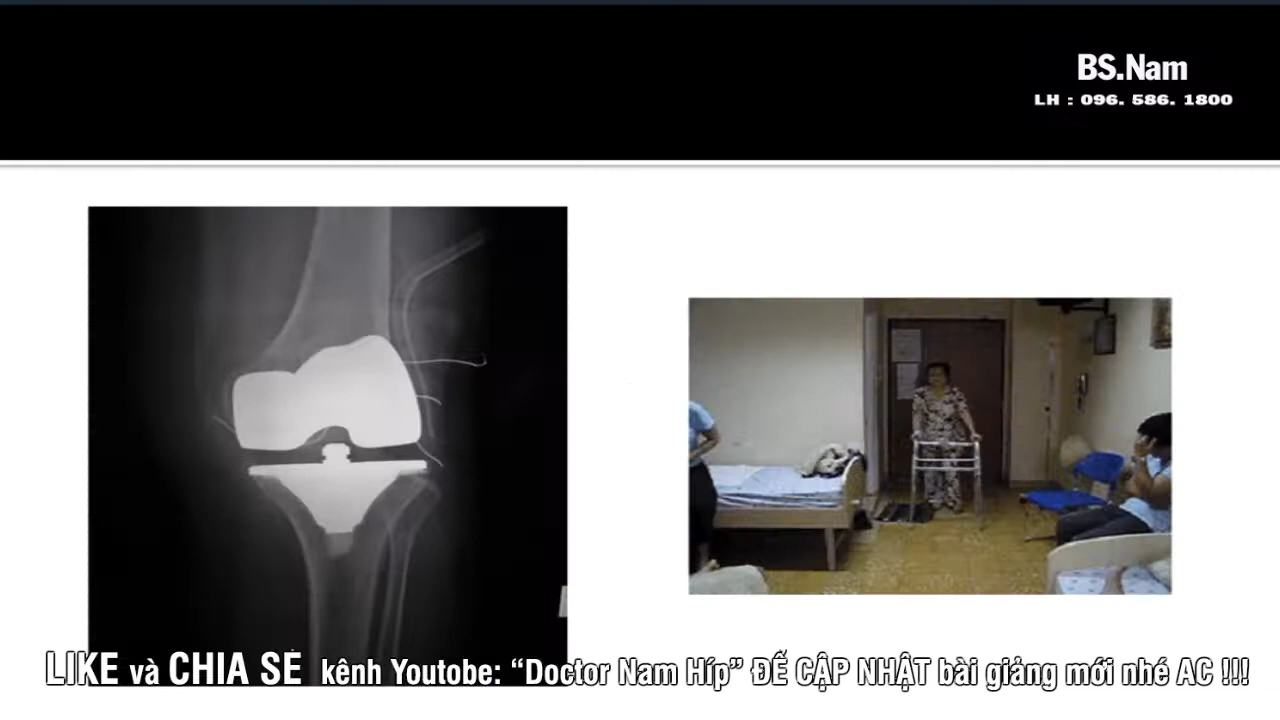 BS.Nam
LH : 096. 586. 1800
LIKE và CHIA SẺ kênh Youtobe: “Doctor Nam Híp” ĐỂ CẬP NHẬT bài giảng mới nhé AC !!!